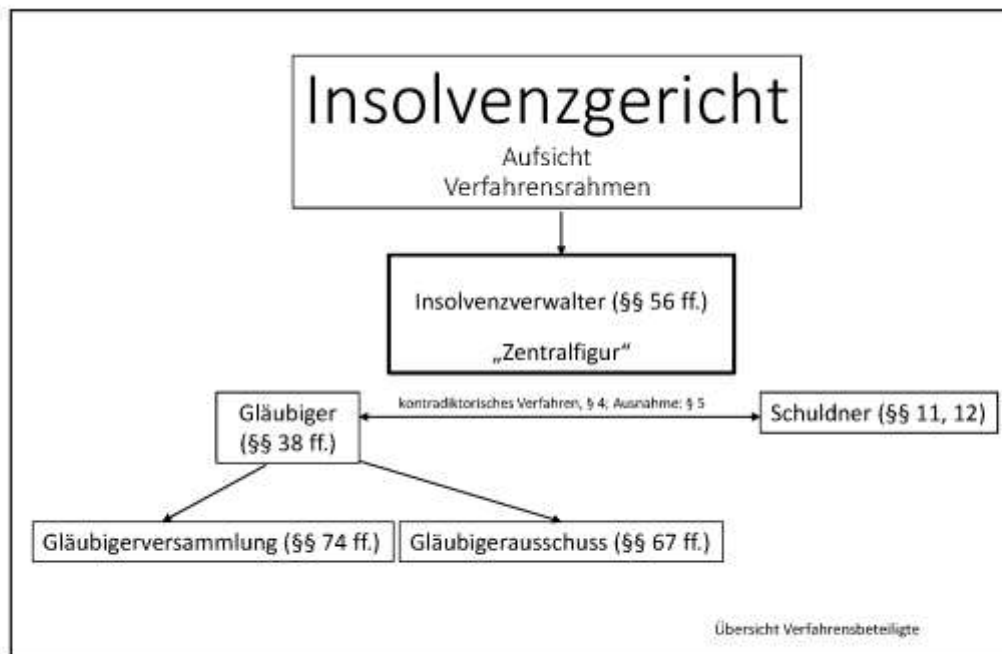 Insolvenzgericht
Aufsicht
Verfahrensrahmen
Insolvenzverwalter (§§ 56 ff.)
„Zentralfigur“
kontradiktorisches Verfahren, § 4; Ausnahme: § 5
Gläubiger
(§§ 38 ff.)
Schuldner (§§ 11, 12)
Gläubigerversammlung (§§ 74 ff.)
Gläubigerausschuss (§§ 67 ff.)
Übersicht Verfahrensbeteiligte